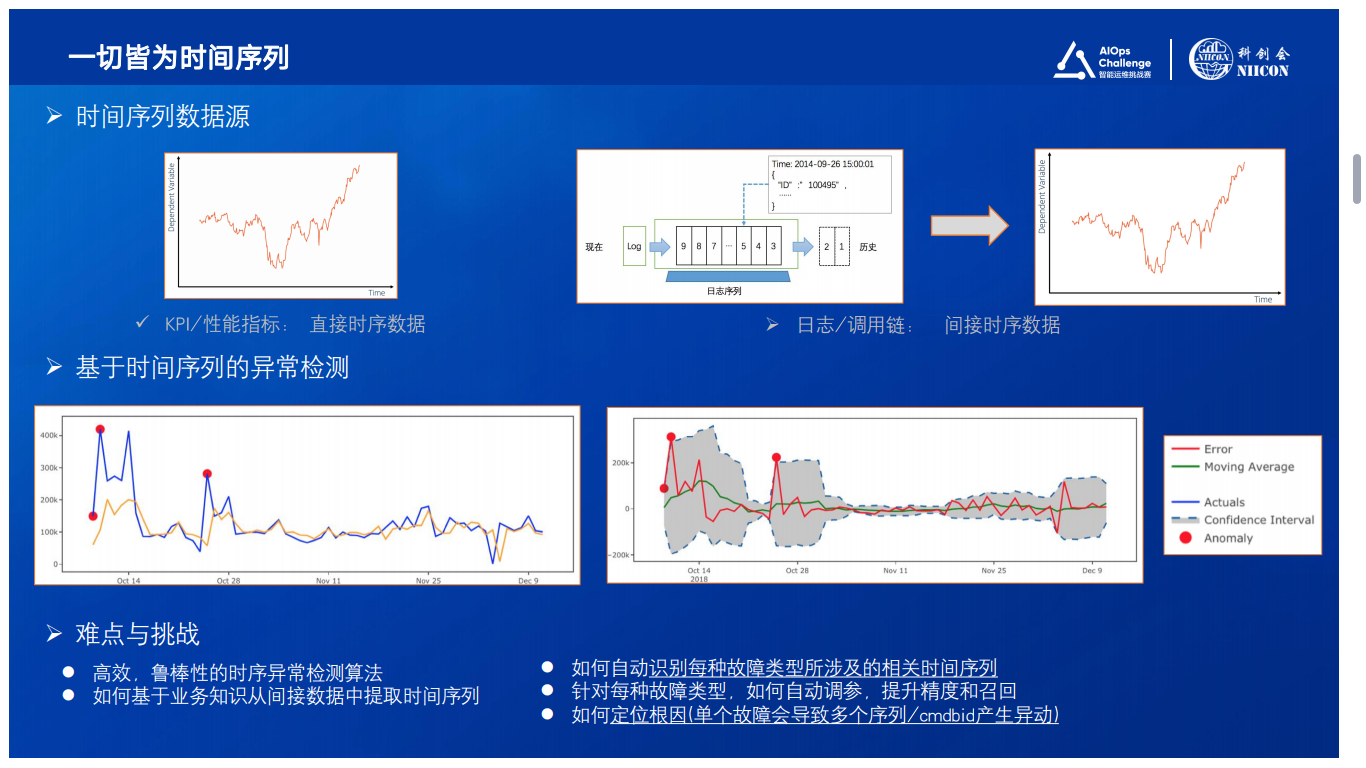 一切皆为时间序列
AIOps
Challenge
智能运维挑战赛
NIICON
科创会
NIICON
时间序列数据源
Dependent Variable
Time
Time: 2014-09-26 15:00:01
{
"ID" :" 100495" ,
......
}
现在
Log
9 8 7 ... 5 4 3
2 1
历史
日志序列
Dependent Variable
Time
KPI/性能指标: 直接时序数据
日志/调用链: 间接时序数据
基于时间序列的异常检测
400k
300k
200k
100k
0
Oct 14 Oct 28 Nov 11 Nov 25 Dec 9
200k
0
−200k
Oct 14 Oct 28 Nov 11 Nov 25 Dec 9
2018
Error
Moving Average
Actuals
Confidence Interval
Anomaly
难点与挑战
高效, 鲁棒性的时序异常检测算法
如何基于业务知识从间接数据中提取时间序列
如何自动识别每种故障类型所涉及的相关时间序列
针对每种故障类型, 如何自动调参, 提升精度和召回
如何定位根因(单个故障会导致多个序列/cmdbid产生异动)